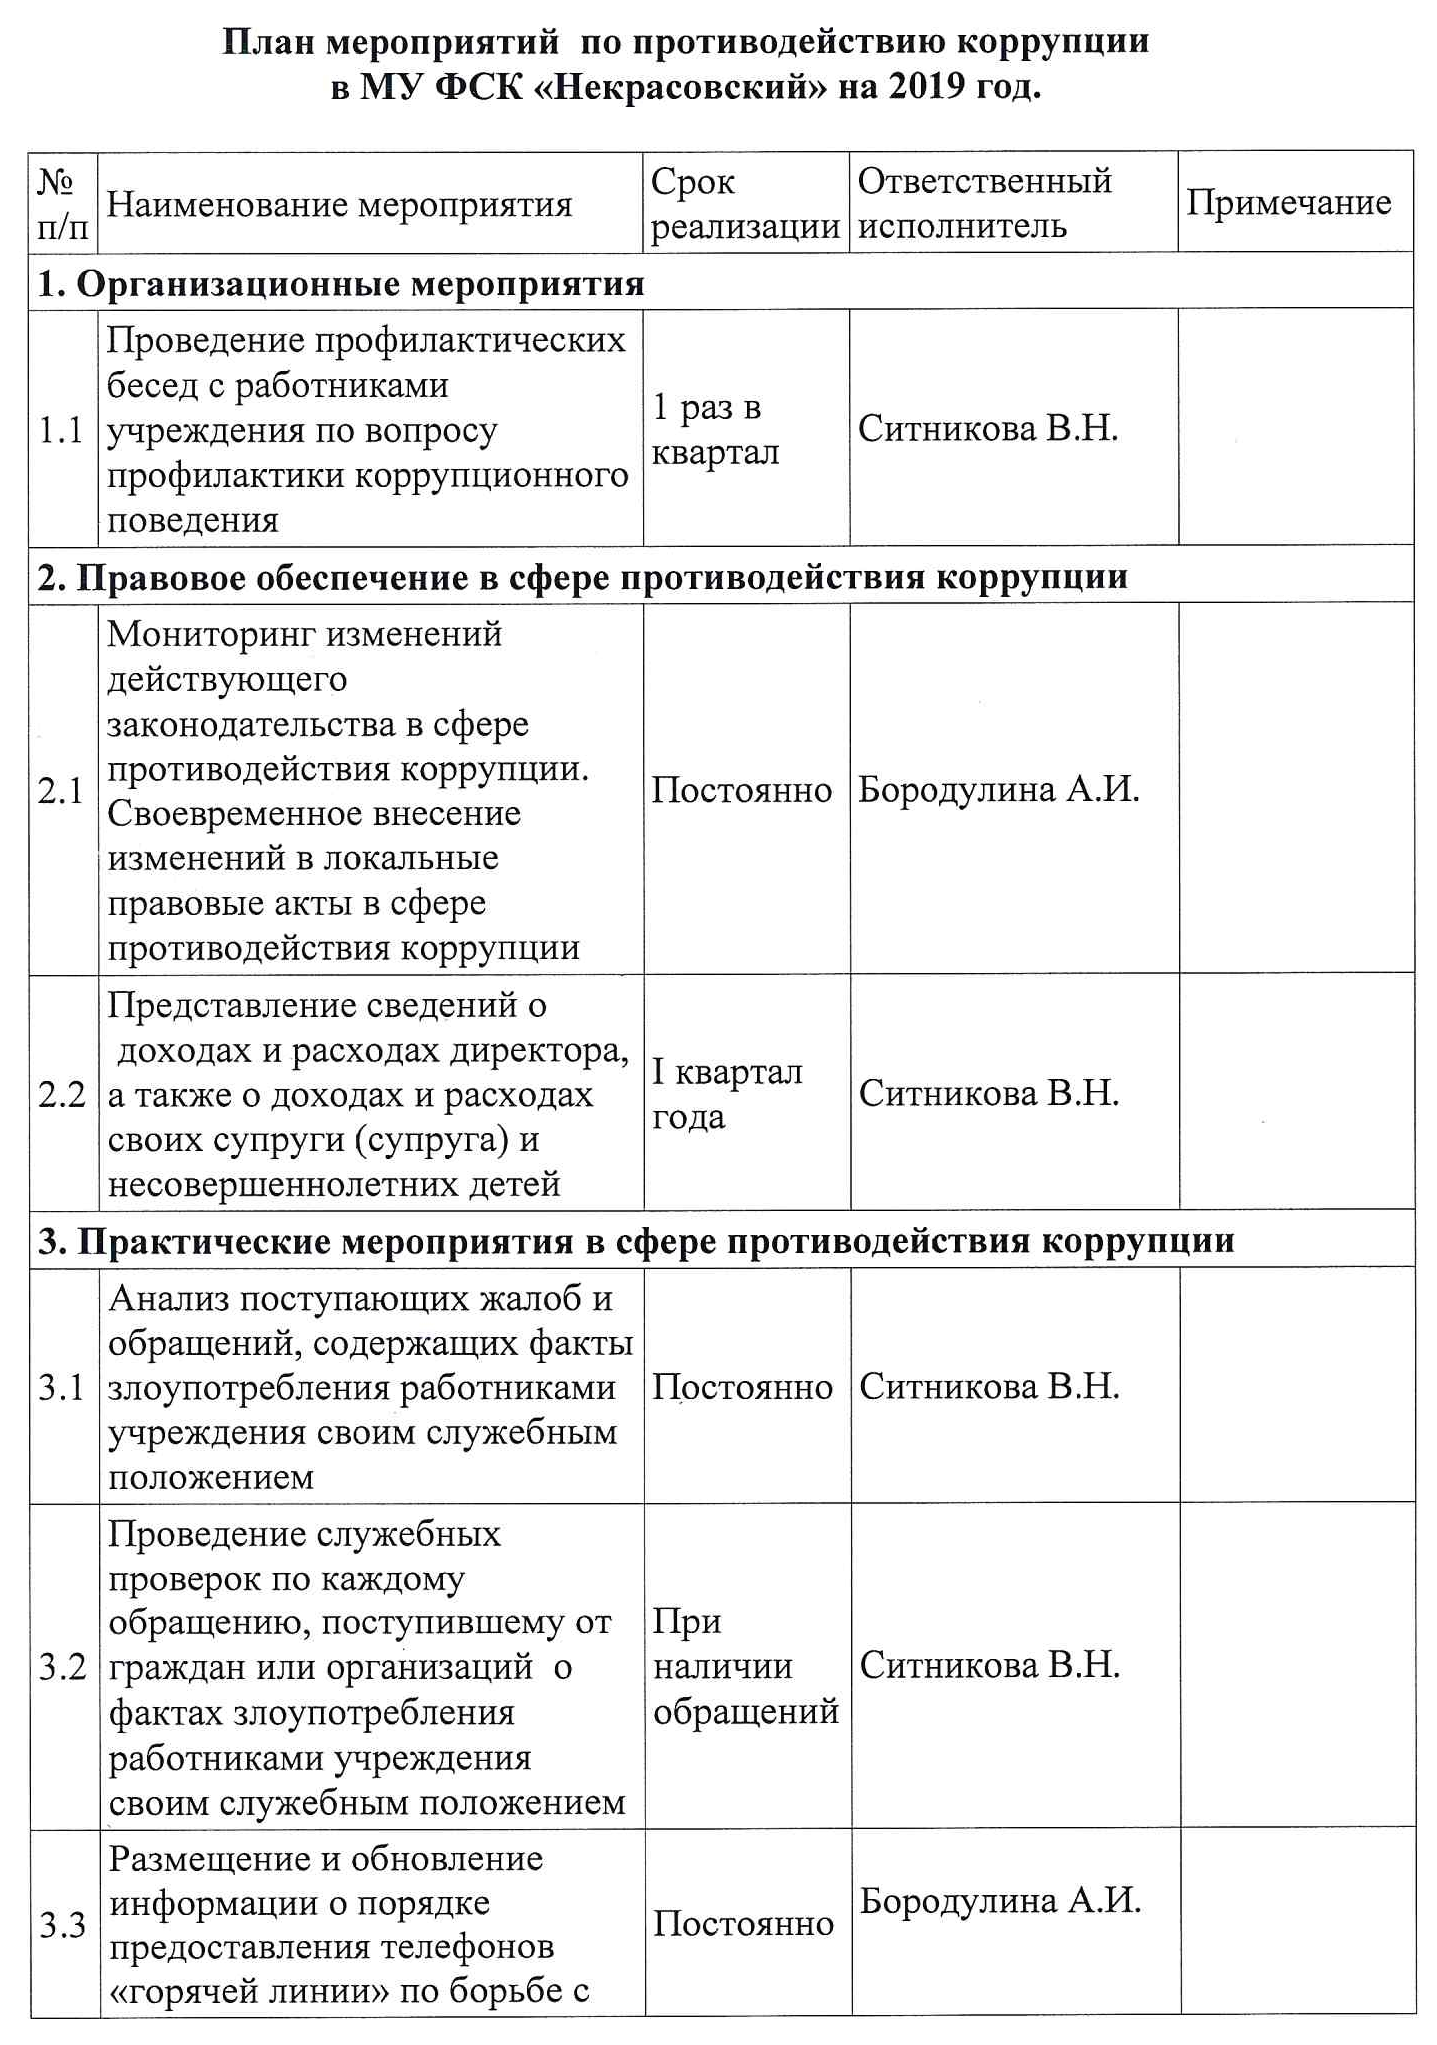 План мероприятий по противодействию коррупции
в МУ ФСК «Некрасовский» на 2019 год.
№
п/п
Наименование мероприятия
Срок
реализации
Ответственный
исполнитель
Примечание
1. Организационные мероприятия
1.1
Проведение профилактических
бесед с работниками
учреждения по вопросу
профилактики коррупционного
поведения
1 раз в
квартал
Ситникова В.Н.
2. Правовое обеспечение в сфере противодействия коррупции
2.1
Мониторинг изменений
действующего
законодательства в сфере
противодействия коррупции.
Своевременное внесение
изменений в локальные
правовые акты в сфере
противодействия коррупции
Постоянно
Бородулина А.И.
2.2
Представление сведений о
доходах и расходах директора,
а также о доходах и расходах
своих супруги (супруга) и
несовершеннолетних детей
I квартал
года
Ситникова В.Н.
3. Практические мероприятия в сфере противодействия коррупции
3.1
Анализ поступающих жалоб и
обращений, содержащих факты
злоупотребления работниками
учреждения своим служебным
положением
Постоянно
Ситникова В.Н.
3.2
Проведение служебных
проверок по каждому
обращению, поступившему от
граждан или организаций о
фактах злоупотребления
работниками учреждения
своим служебным положением
При
наличии
обращений
Ситникова В.Н.
3.3
Размещение и обновление
информации о порядке
предоставления телефонов
«горячей линии» по борьбе с
Постоянно
Бородулина А.И.